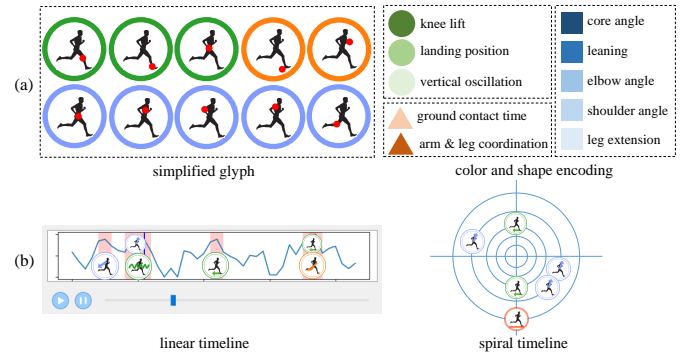 (a)
simplified glyph
knee lift
landing position
vertical oscillation
ground contact time
arm & leg coordination
core angle
leaning
elbow angle
shoulder angle
leg extension
color and shape encoding
(b)
linear timeline
spiral timeline